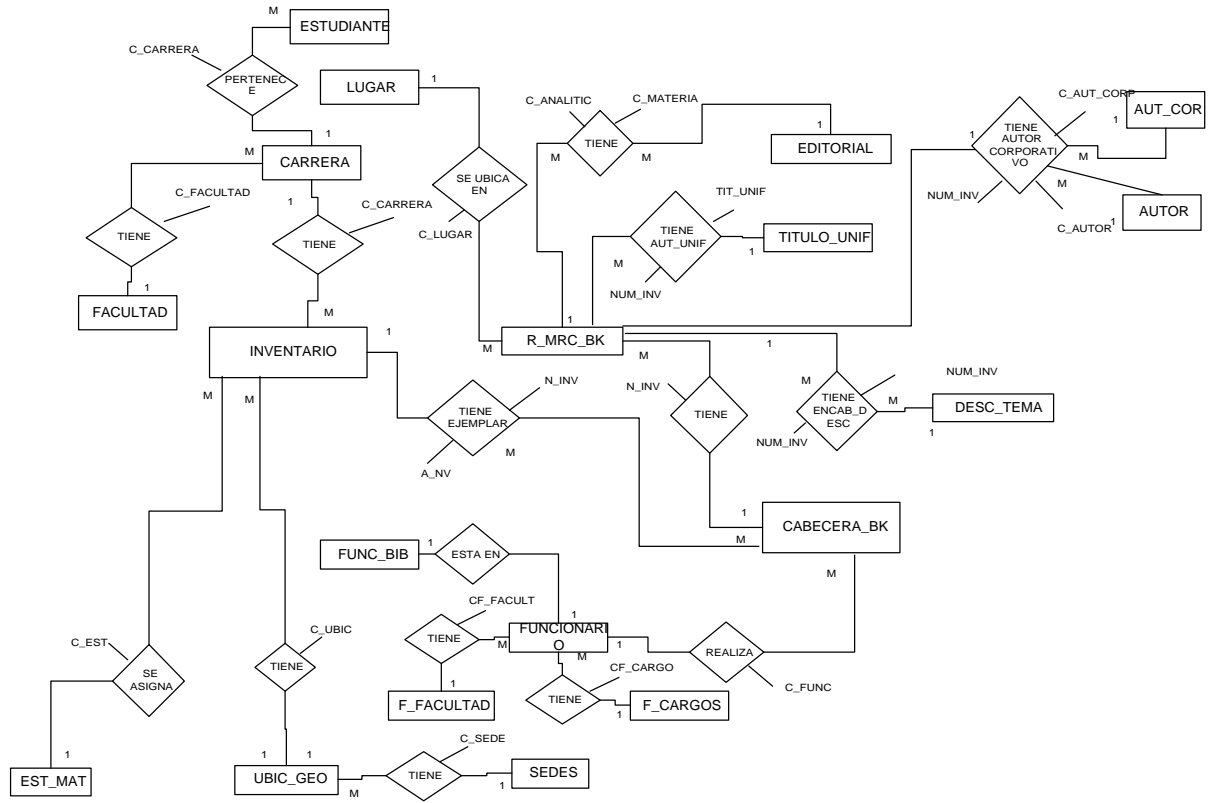 M
ESTUDIANTE
C_CARRERA
PERTENEC
E
LUGAR
1
1
M
CARRERA
C_ANALITIC
C_MATERIA
TIENE
M
M
1
EDITORIAL
C_AUT_CORP
AUT_COR
1
1
TIENE
AUTOR
CORPORATI
VO
M
M
NUM_INV
C_AUTOR
1
AUTOR
SE UBICA
EN
C_LUGAR
C_FACULTAD
TIENE
1
FACULTAD
1
C_CARRERA
TIENE
M
TIT_UNIF
TIENE
AUT_UNIF
M
NUM_INV
1
TITULO_UNIF
INVENTARIO
1
M
M
M
1
R_MRC_BK
M
1
N_INV
TIENE
EJEMPLAR
A_NV
M
N_INV
TIENE
M
NUM_INV
TIENE
ENCAB_D
ESC
NUM_INV
M
1
DESC_TEMA
1
M
CABECERA_BK
M
FUNC_BIB
1
ESTA EN
1
CF_FACULT
TIENE
M
FUNCIONARI
O
M
1
REALIZA
C_FUNC
1
F_FACULTAD
CF_CARGO
TIENE
1
F_CARGOS
C_EST
SE
ASIGNA
1
EST_MAT
C_UBIC
TIENE
1
1
UBIC_GEO
M
C_SEDE
TIENE
1
SEDES